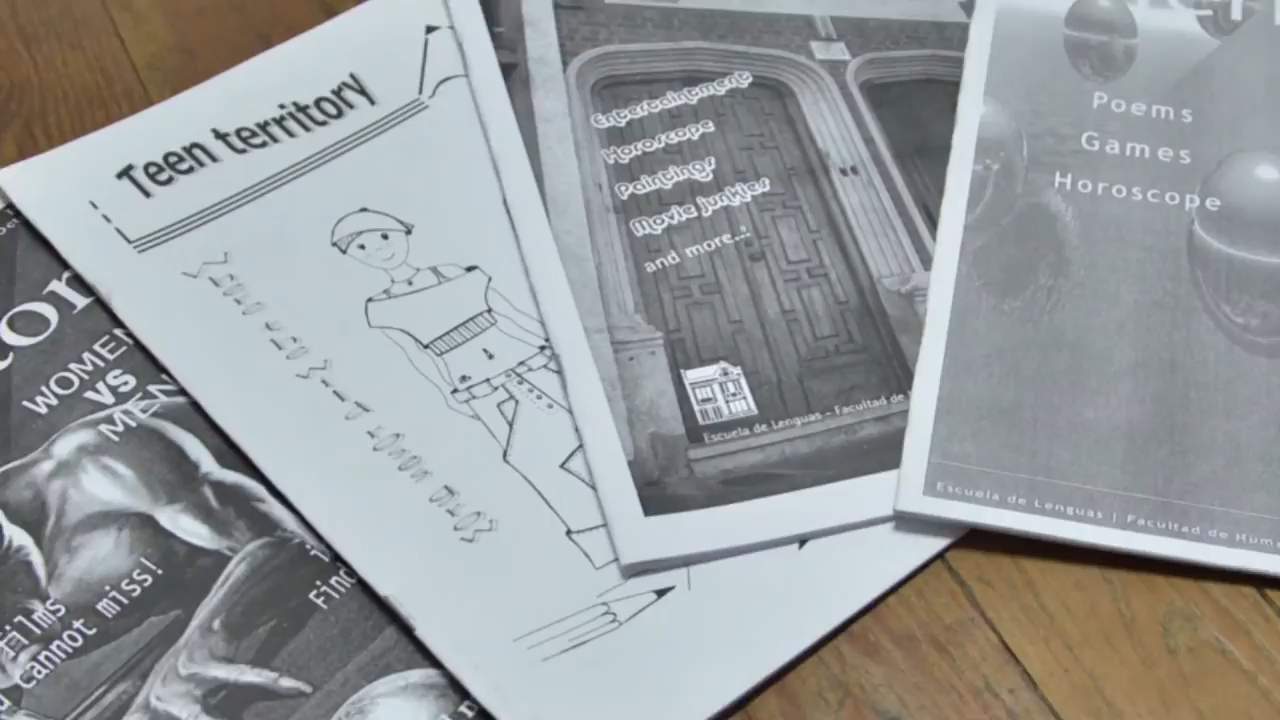 Teen territory
WOMEN
VS
MEN
Films
cannot miss!
Find
Entertaintment
Horoscope
Paintings
Movie junkies
and more...
Escuela de Lenguas - Facultad de
Poems
Games
Horoscope
Escuela de Lenguas | Facultad de Hum